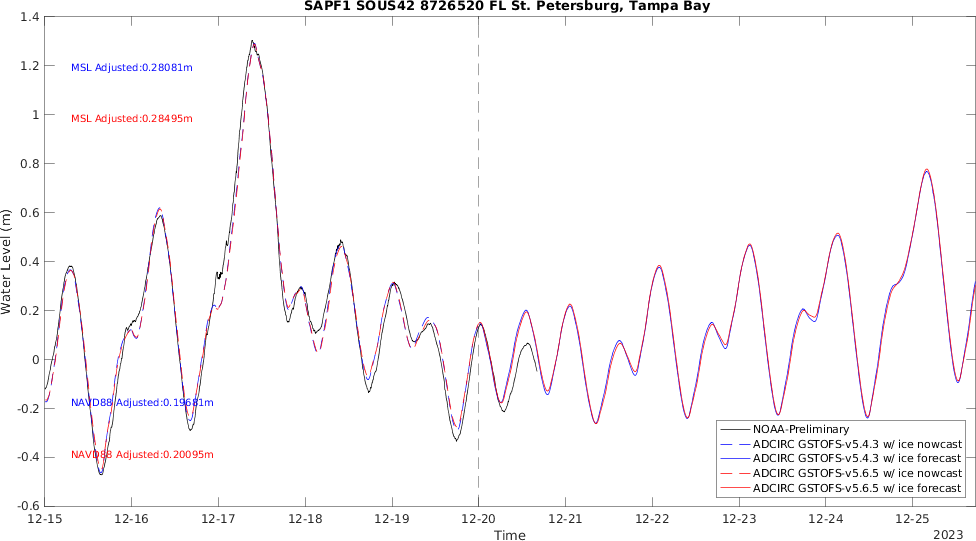 SAPF1 SOUS42 8726520 FL St. Petersburg, Tampa Bay
1.4
1.2
1
0.8
0.6
0.4
0.2
0
-0.2
-0.4
-0.6
Water Level (m)
MSL Adjusted:0.28081m
MSL Adjusted:0.28495m
NAVD88 Adjusted:0.19681m
NAVD88 Adjusted:0.20095m
NOAA-Preliminary
ADCIRC GSTOFS-v5.4.3 w/ice nowcast
ADCIRC GSTOFS-v5.4.3 w/ice forecast
ADCIRC GSTOFS-v5.6.5 w/ice nowcast
ADCIRC GSTOFS-v5.6.5 w/ice forecast
12-15 12-16 12-17 12-18 12-19 12-20 12-21 12-22 12-23 12-24 12-25
Time
2023